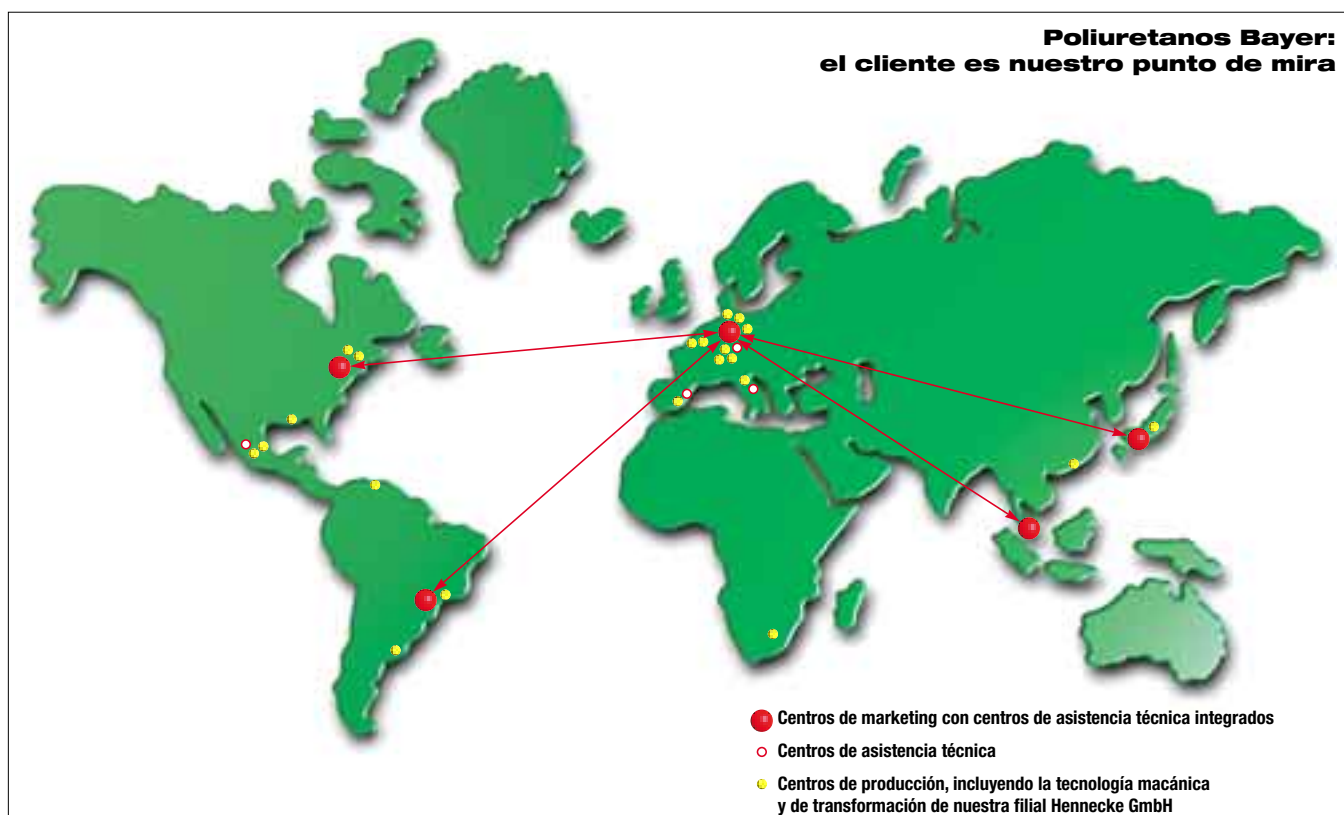 Poliuretanos Bayer:
el cliente es nuestro punto de mira
Centros de marketing con centros de asistencia técnica integrados
Centros de asistencia técnica
Centros de producción, incluyendo la tecnología macánica
y de transformación de nuestra filial Hennecke GmbH